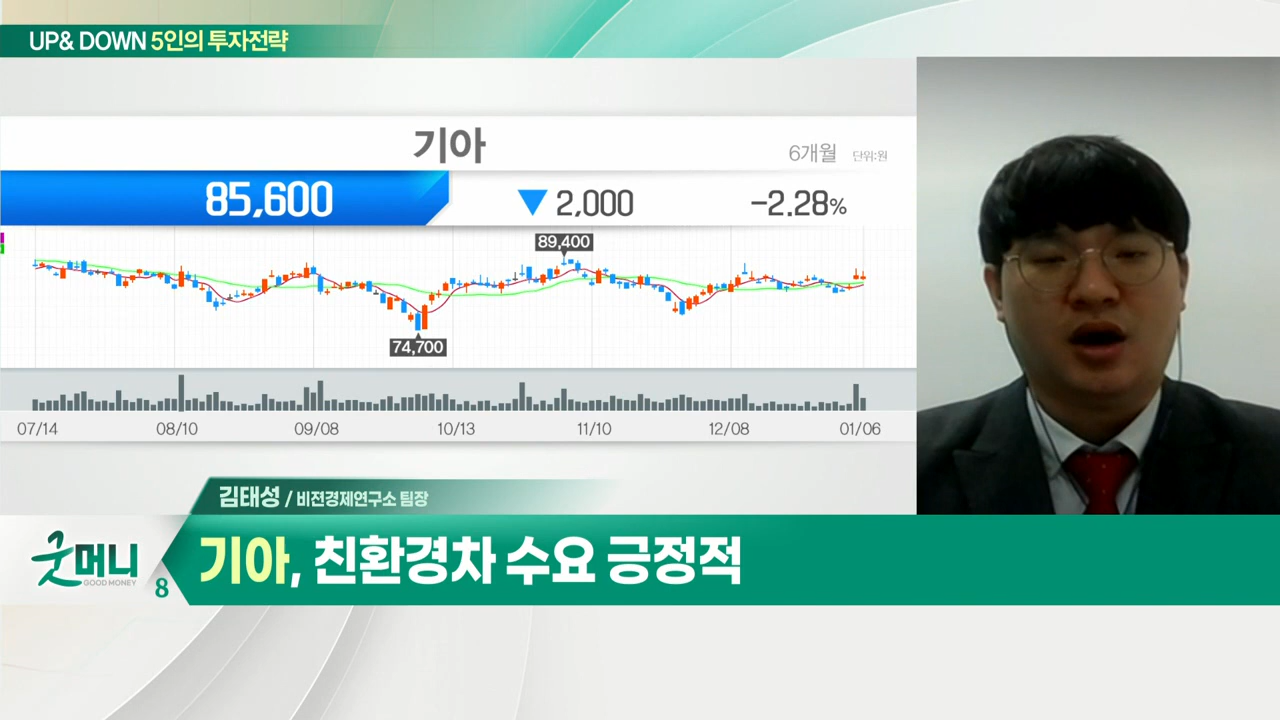 UP& DOWN 5인의 투자전략
기아
6개월 단위:원
85,600 ▼ 2,000 -2.28%
89,400
74,700
07/14 08/10 09/08 10/13 11/10 12/08 01/06
김태성 / 비젼경제연구소 팀장
굿머니
GOOD MONEY
8
기아, 친환경차 수요 긍정적